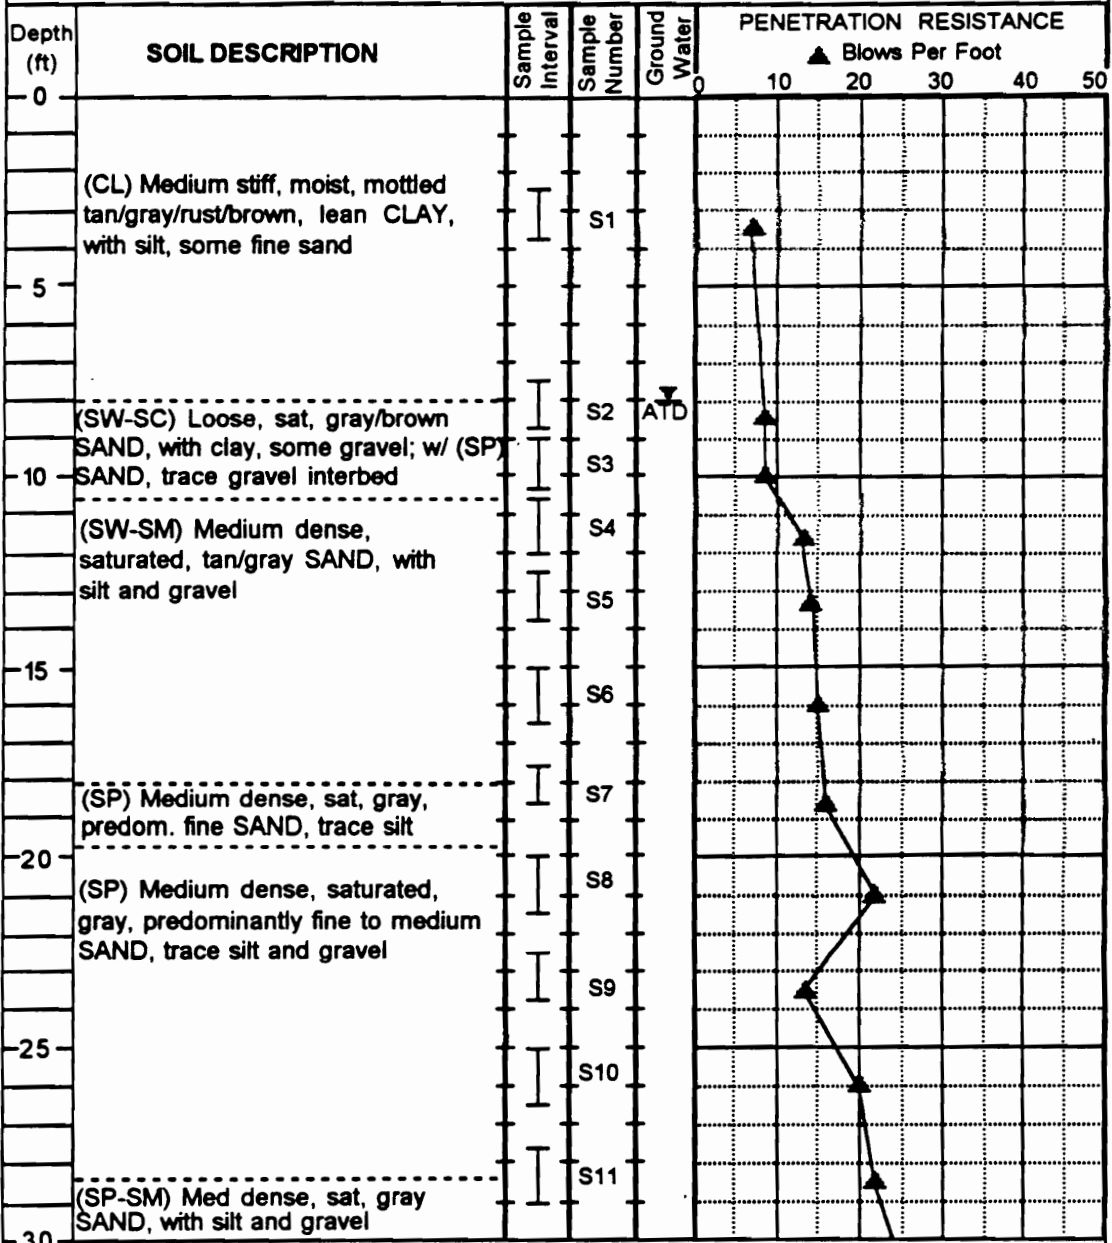 Depth
(ft)
SOIL DESCRIPTION
Sample
Interval
Sample
Number
Ground
Water
PENETRATION RESISTANCE
▲ Blows Per Foot
0 10 20 30 40 50
0
(CL) Medium stiff, moist, mottled
tan/gray/rust/brown, lean CLAY,
with silt, some fine sand
S1
5
(SW-SC) Loose, sat, gray/brown
SAND, with clay, some gravel; w/ (SP)
SAND, trace gravel interbed
S2
ATD
S3
10
(SW-SM) Medium dense,
saturated, tan/gray SAND, with
silt and gravel
S4
S5
15
S6
(SP) Medium dense, sat, gray,
predom. fine SAND, trace silt
S7
20
(SP) Medium dense, saturated,
gray, predominantly fine to medium
SAND, trace silt and gravel
S8
S9
25
S10
S11
(SP-SM) Med dense, sat, gray
SAND, with silt and gravel
30